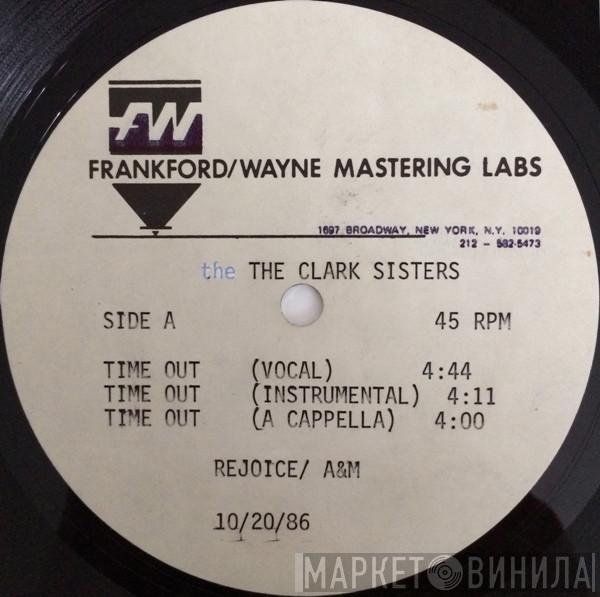 FW
FRANKFORD/WAYNE MASTERING LABS
1697 BROADWAY, NEW YORK, N.Y. 10019
212 - 582-5473
the THE CLARK SISTERS
SIDE A 45 RPM
TIME OUT (VOCAL) 4:44
TIME OUT (INSTRUMENTAL) 4:11
TIME OUT (A CAPPELLA) 4:00
REJOICE/ A&M
10/20/86
МАРКЕТ ВИНИЛА